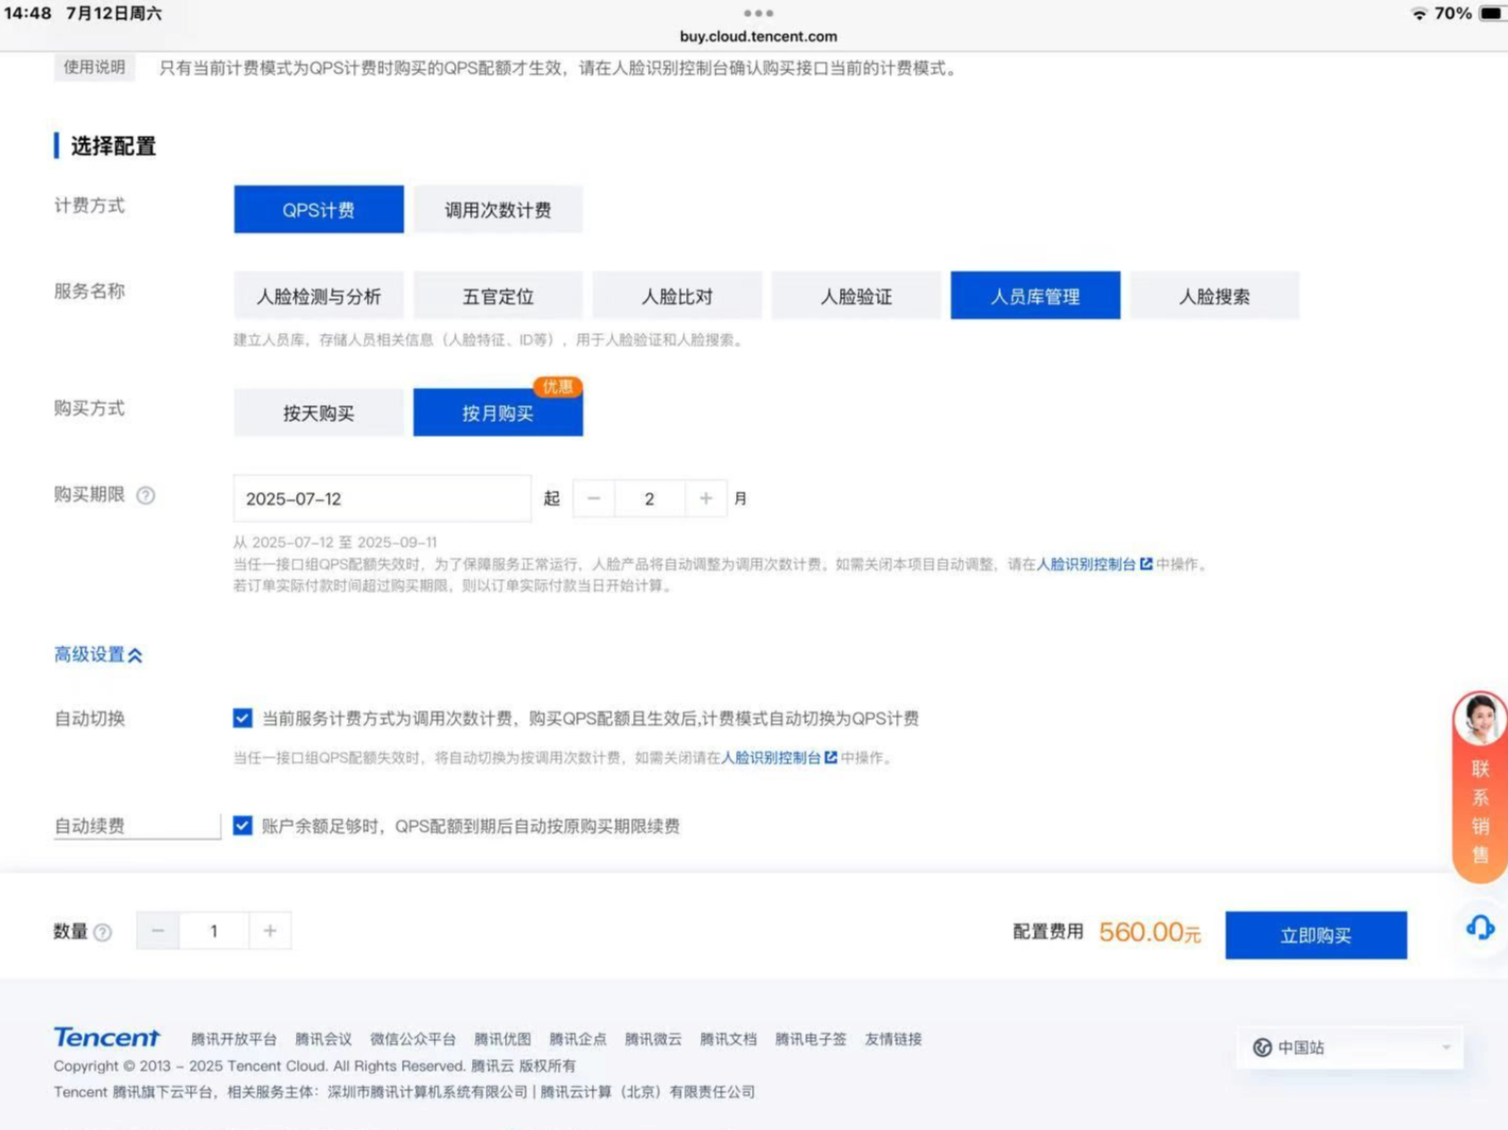 14:48 7月12日周六
70%
buy.cloud.tencent.com
使用说明 只有当前计费模式为QPS计费时购买的QPS配额才生效，请在人脸识别控制台确认购买接口当前的计费模式。
选择配置
计费方式 QPS计费 调用次数计费
服务名称 人脸检测与分析 五官定位 人脸比对 人脸验证 人员库管理 人脸搜索
建立人员库，存储人员相关信息（人脸特征、ID等），用于人脸验证和人脸搜索。
优惠
购买方式 按天购买 按月购买
购买期限 2025-07-12 起 2 月
从 2025-07-12 至 2025-09-11
当任一接口组QPS配额失效时，为了保障服务正常运行，人脸产品将自动调整为调用次数计费。如需关闭本项目自动调整，请在人脸识别控制台中操作。
若订单实际付款时间超过购买期限，则以订单实际付款当日开始计算。
高级设置
自动切换 当前服务计费方式为调用次数计费，购买QPS配额且生效后,计费模式自动切换为QPS计费
当任一接口组QPS配额失效时，将自动切换为按调用次数计费，如需关闭请在人脸识别控制台中操作。
自动续费 账户余额足够时，QPS配额到期后自动按原购买期限续费
联系销售
数量 1 配置费用 560.00元 立即购买
Tencent 腾讯开放平台 腾讯会议 微信公众平台 腾讯优图 腾讯企点 腾讯微云 腾讯文档 腾讯电子签 友情链接
中国站
Copyright © 2013 - 2025 Tencent Cloud. All Rights Reserved. 腾讯云 版权所有
Tencent 腾讯旗下云平台，相关服务主体：深圳市腾讯计算机系统有限公司 | 腾讯云计算（北京）有限责任公司